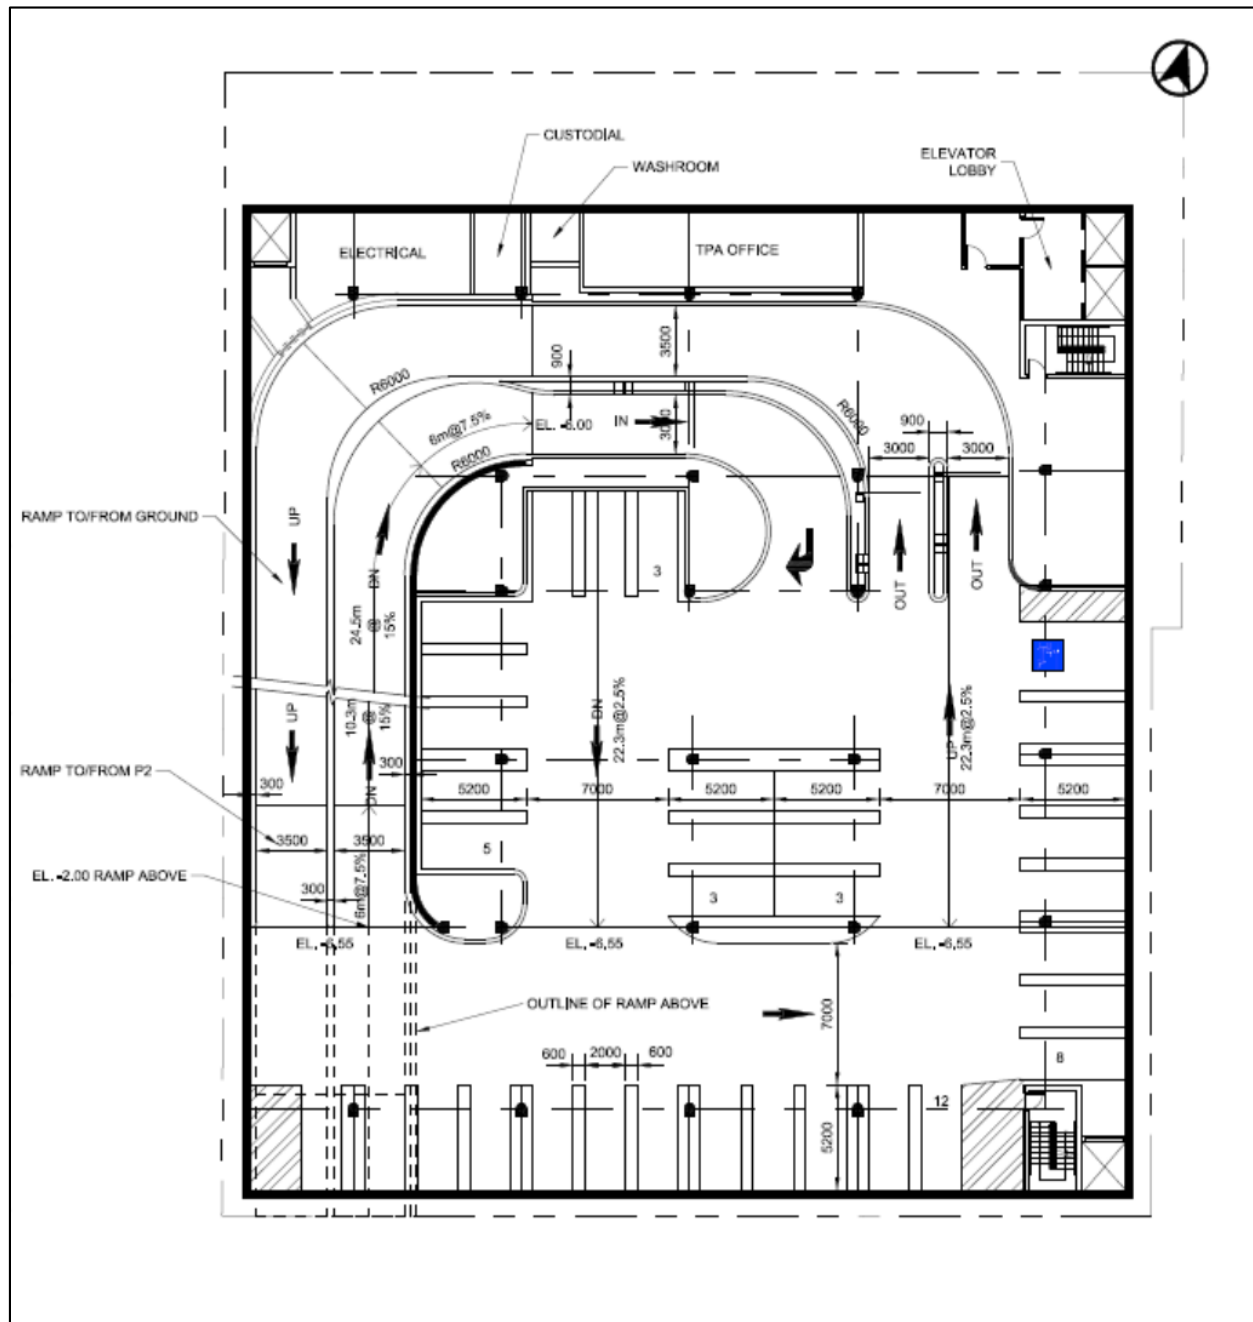 CUSTODIAL
WASHROOM
ELEVATOR
LOBBY
ELECTRICAL
TPA OFFICE
R6000
900
3500
R6000
6m@7.5%
EL. -6.00
IN
3000
R6000
900
3000
3000
RAMP TO/FROM GROUND
UP
DN
OUT
OUT
3
24.5m
@
15%
10.3m
@
15%
UP
DN
22.3m@2.5%
UP
22.3m@2.5%
RAMP TO/FROM P2
300
300
DN
5200
7000
5200
5200
7000
5200
3500
3500
5
EL. -2.00 RAMP ABOVE
300
6m@7.5%
3
3
EL. -6.55
EL. -6.55
EL. -6.55
OUTLINE OF RAMP ABOVE
7000
600
2000
600
8
12
5200